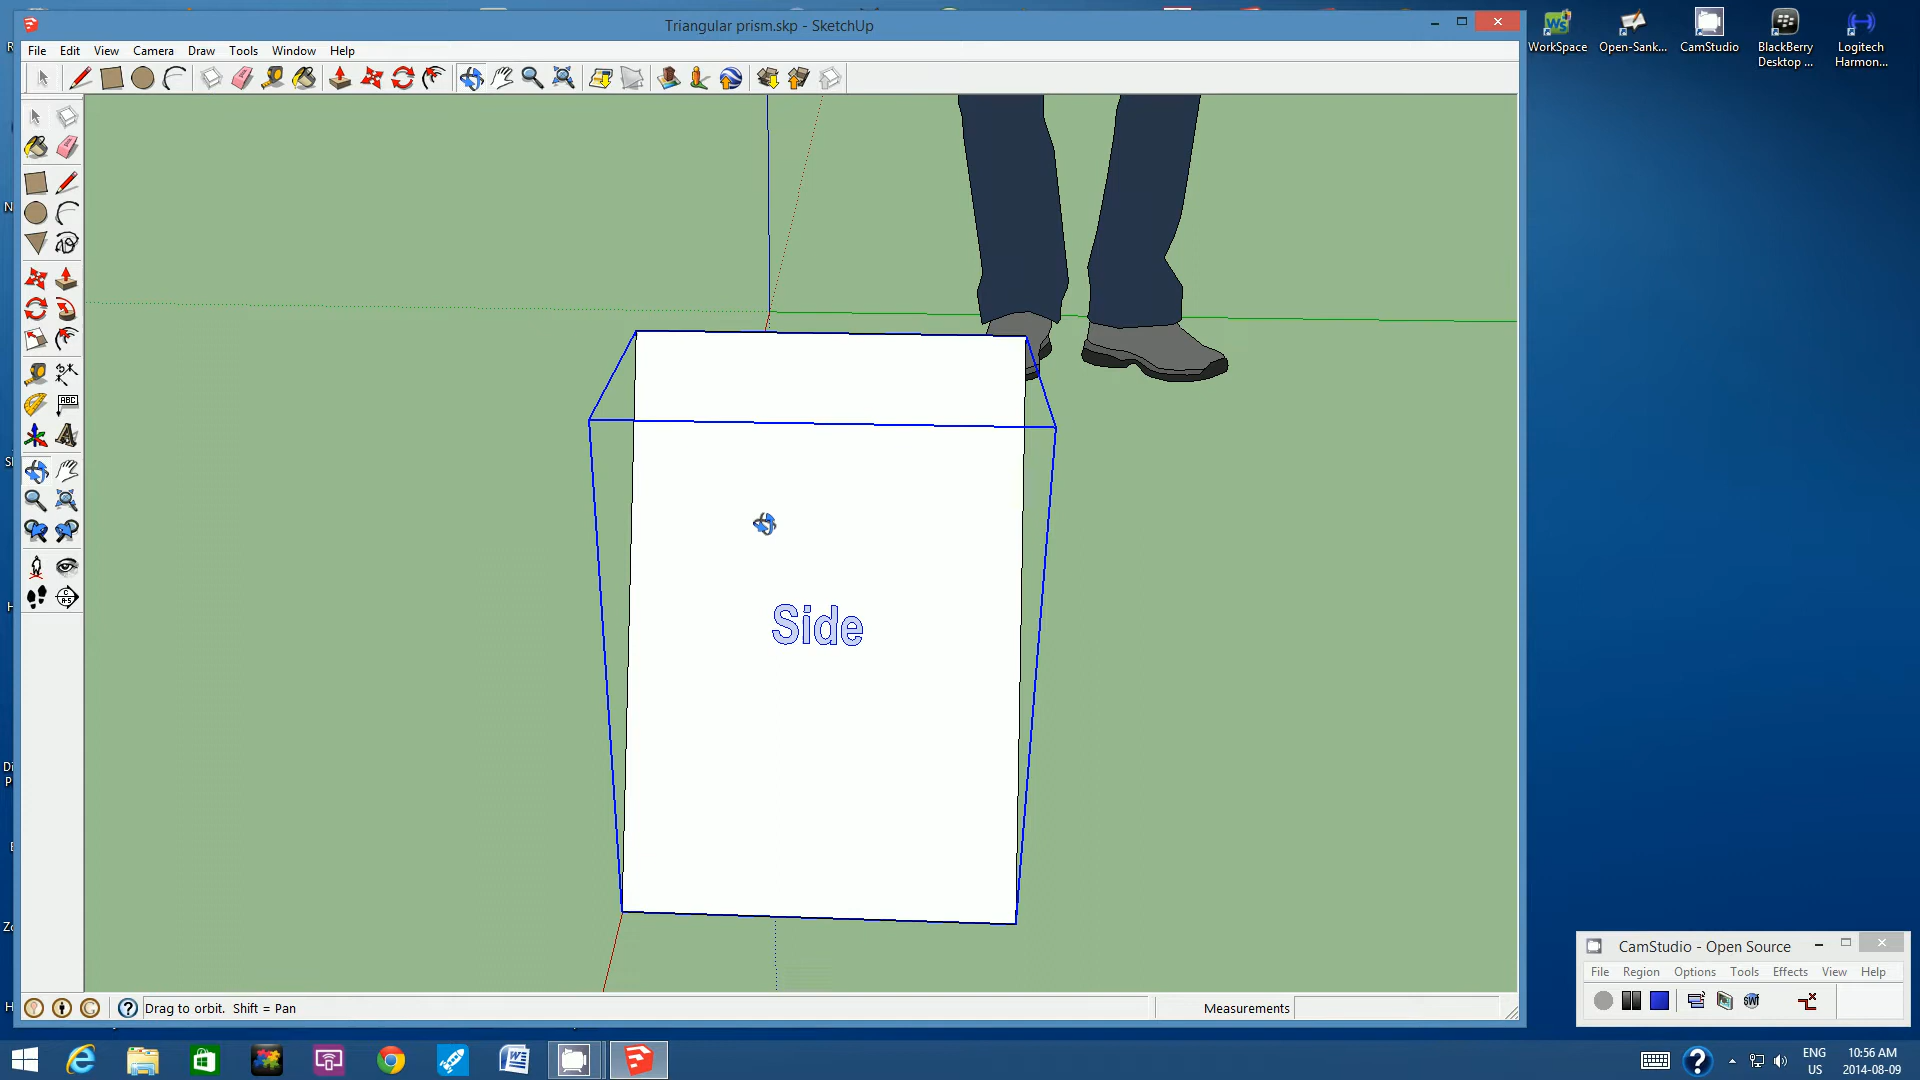 Triangular prism.skp - SketchUp
File Edit View Camera Draw Tools Window Help
WorkSpace
Open-Sank...
CamStudio
BlackBerry
Desktop ...
Logitech
Harmon...
ABC
Side
Drag to orbit. Shift = Pan
Measurements
CamStudio - Open Source
File Region Options Tools Effects View Help
ENG
US
10:56 AM
2014-08-09